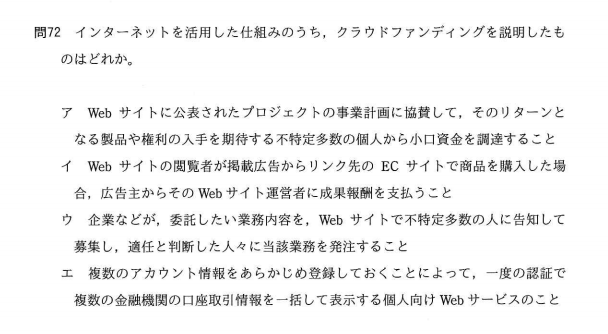 問72 インターネットを活用した仕組みのうち，クラウドファンディングを説明したも
のはどれか。
ア Web サイトに公表されたプロジェクトの事業計画に協賛して，そのリターンと
なる製品や権利の入手を期待する不特定多数の個人から小口資金を調達すること
イ Web サイトの閲覧者が掲載広告からリンク先の EC サイトで商品を購入した場
合，広告主からその Web サイト運営者に成果報酬を支払うこと
ウ 企業などが，委託したい業務内容を，Web サイトで不特定多数の人に告知して
募集し，適任と判断した人々に当該業務を発注すること
エ 複数のアカウント情報をあらかじめ登録しておくことによって，一度の認証で
複数の金融機関の口座取引情報を一括して表示する個人向け Web サービスのこと